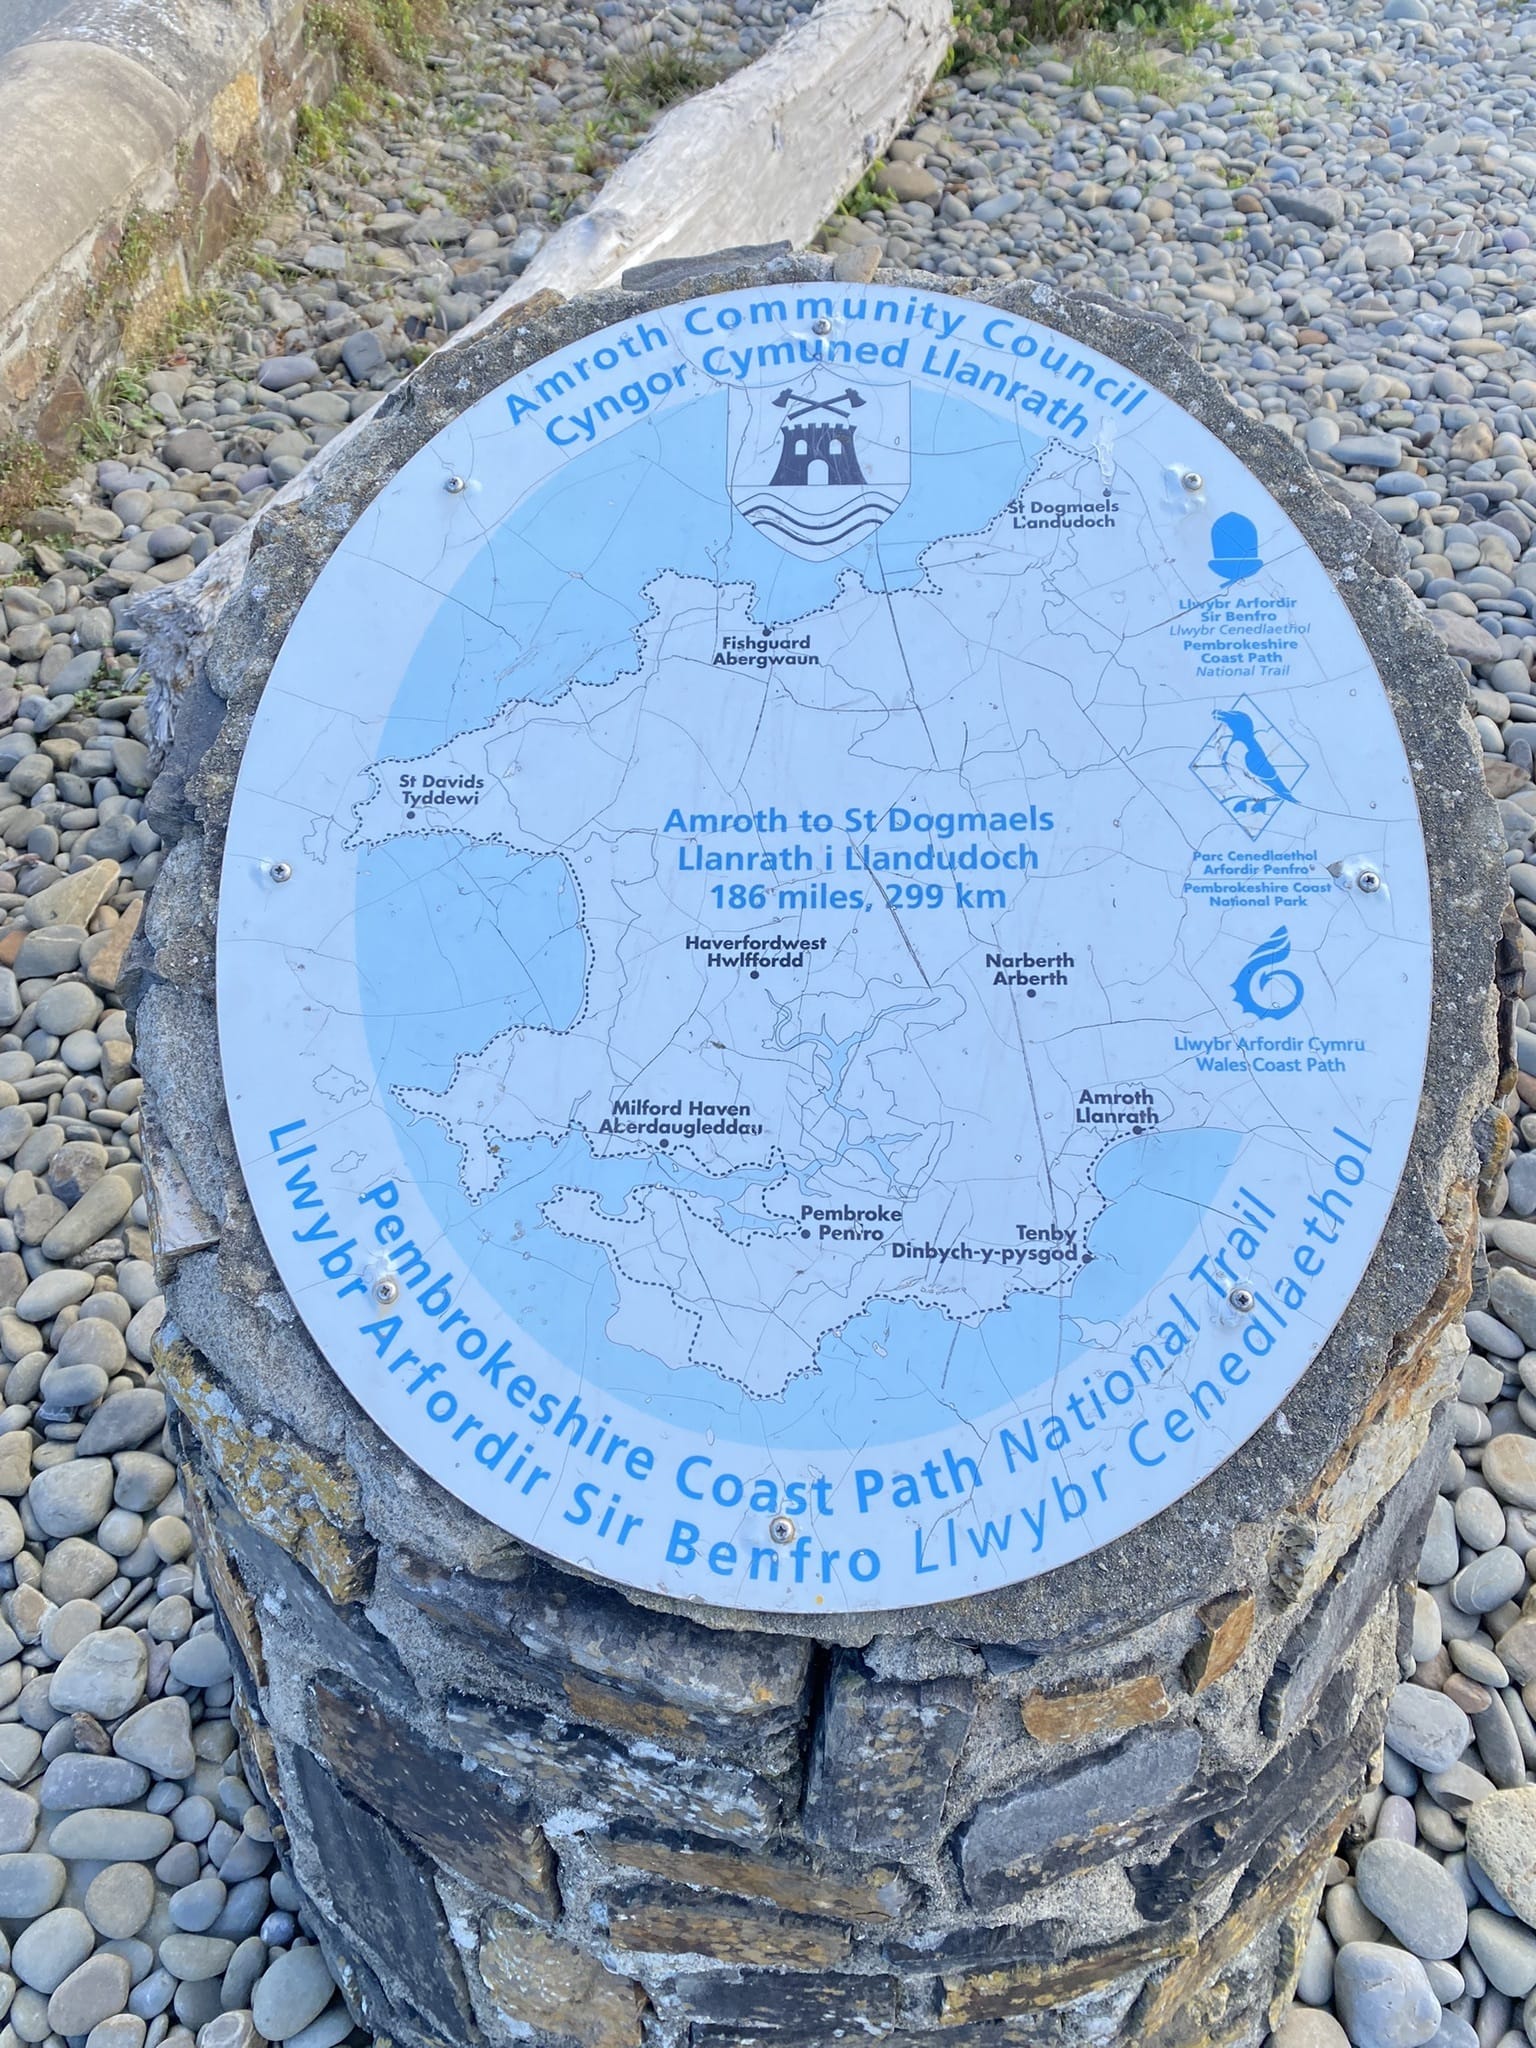 Amroth Community Council
Cyngor Cymuned Llanrath
St Dogmaels
Llandudoch
Llwybr Arfordir
Sir Benfro
Llwybr Cenedlaethol
Pembrokeshire
Coast Path
National Trail
Fishguard
Abergwaun
St Davids
Tyddewi
Amroth to St Dogmaels
Llanrath i Llandudoch
186 miles, 299 km
Parc Cenedlaethol
Arfordir Penfro
Pembrokeshire Coast
National Park
Haverfordwest
Hwlffordd
Narberth
Arberth
Llwybr Arfordir Cymru
Wales Coast Path
Milford Haven
Aberdaugleddau
Amroth
Llanrath
Pembroke
Penfro
Tenby
Dinbych-y-pysgod
Pembrokeshire Coast Path National Trail
Llwybr Arfordir Sir Benfro Llwybr Cenedlaethol